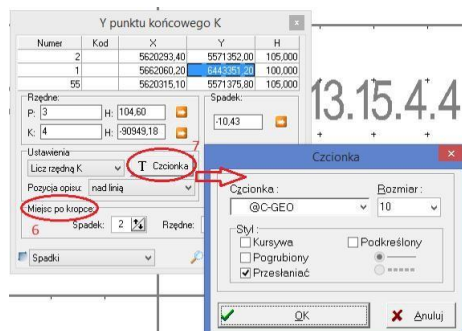 Y punktu końcowego K
Numer Kod X Y H
2 5620293,40 5571352,00 105,000
1 5662060,20 6443351,20 100,000
55 5620315,10 5571375,80 105,000
Rzędne:
P: 3 H: 104,60
K: 4 H: -90949,18
Spadek:
-10,43
Ustawienia
Licz rzędną K
T Czcionka
7
Pozycja opisu: nad linią
Miejsc po kropce:
6
Spadek: 2 Rzędne:
Spadki
13.15.4.4
Czcionka
Czcionka :
@C-GEO
Rozmiar :
10
Styl :
Kursywa
Pogrubiony
Przesłaniać
Podkreślony
OK
Anuluj